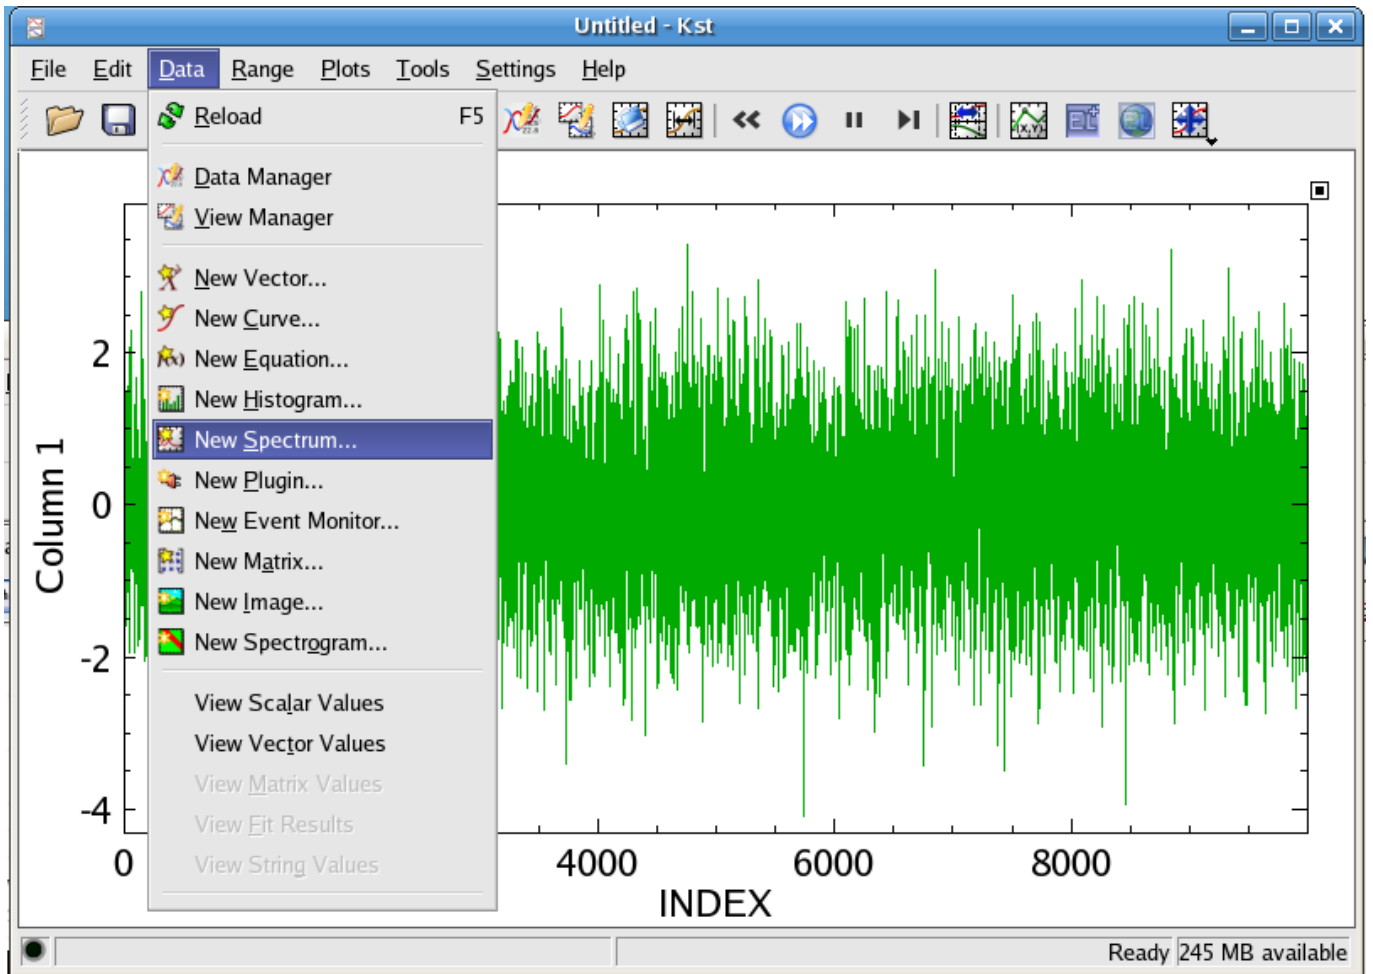 Untitled - Kst
File Edit Data Range Plots Tools Settings Help
Reload F5
Data Manager
View Manager
New Vector...
New Curve...
New Equation...
New Histogram...
New Spectrum...
New Plugin...
New Event Monitor...
New Matrix...
New Image...
New Spectrogram...
View Scalar Values
View Vector Values
View Matrix Values
View Fit Results
View String Values
Column 1
2
0
-2
-4
0 4000 6000 8000
INDEX
Ready 245 MB available